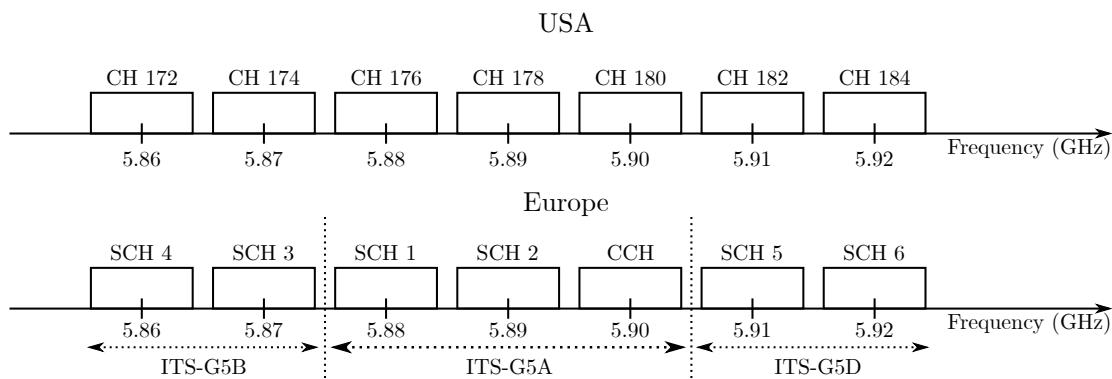 USA
CH 172 CH 174 CH 176 CH 178 CH 180 CH 182 CH 184
5.86 5.87 5.88 5.89 5.90 5.91 5.92
Frequency (GHz)
Europe
SCH 4 SCH 3 SCH 1 SCH 2 CCH SCH 5 SCH 6
5.86 5.87 5.88 5.89 5.90 5.91 5.92
Frequency (GHz)
ITS-G5B ITS-G5A ITS-G5D